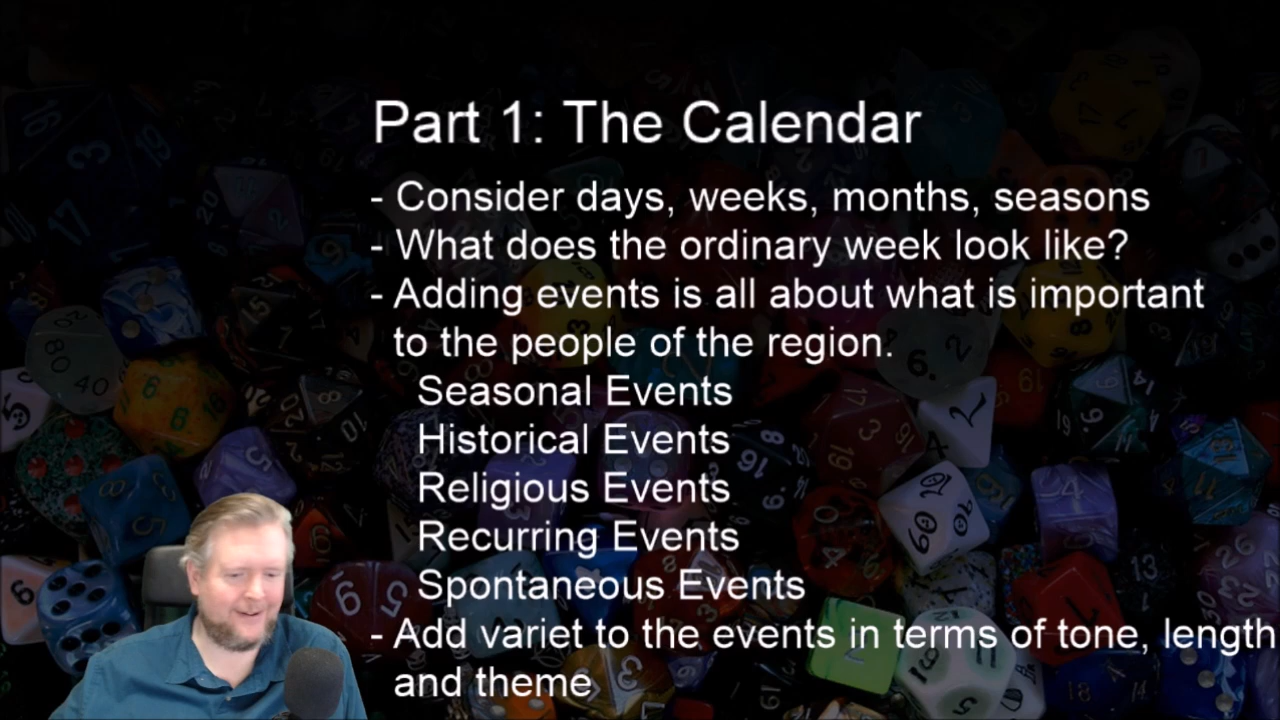 Part 1: The Calendar
- Consider days, weeks, months, seasons
- What does the ordinary week look like?
- Adding events is all about what is important
to the people of the region.
Seasonal Events
Historical Events
Religious Events
Recurring Events
Spontaneous Events
- Add variet to the events in terms of tone, length
and theme